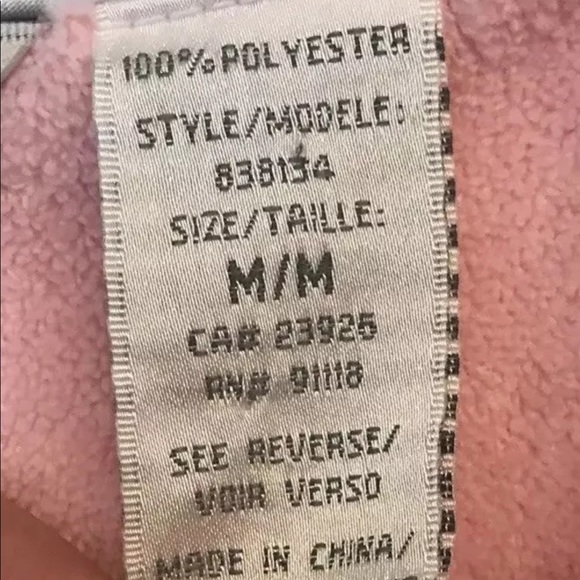 100% POLYESTER
STYLE/MODELE:
838134
SIZE/TAILLE:
M/M
CA# 23925
RN# 91118
SEE REVERSE/
VOIR VERSO
MADE IN CHINA/